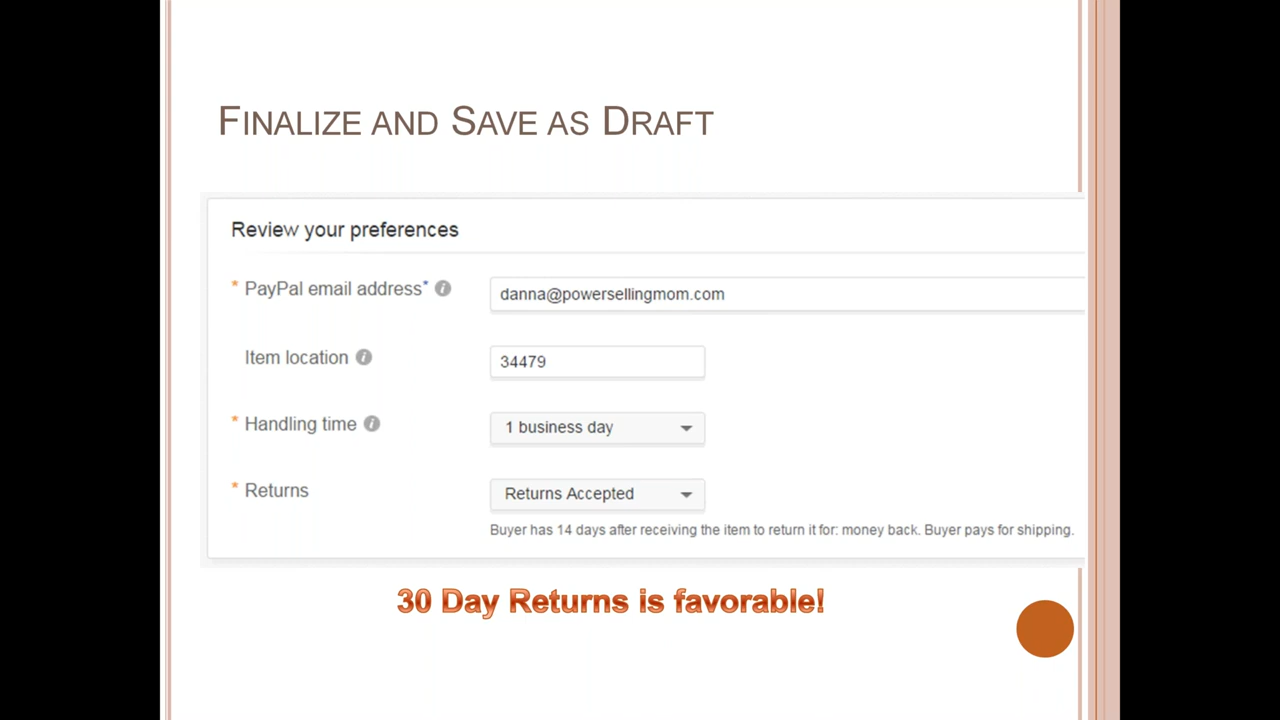 FINALIZE AND SAVE AS DRAFT
Review your preferences
* PayPal email address* i danna@powersellingmom.com
Item location i 34479
* Handling time i 1 business day
* Returns Returns Accepted
Buyer has 14 days after receiving the item to return it for: money back. Buyer pays for shipping.
30 Day Returns is favorable!